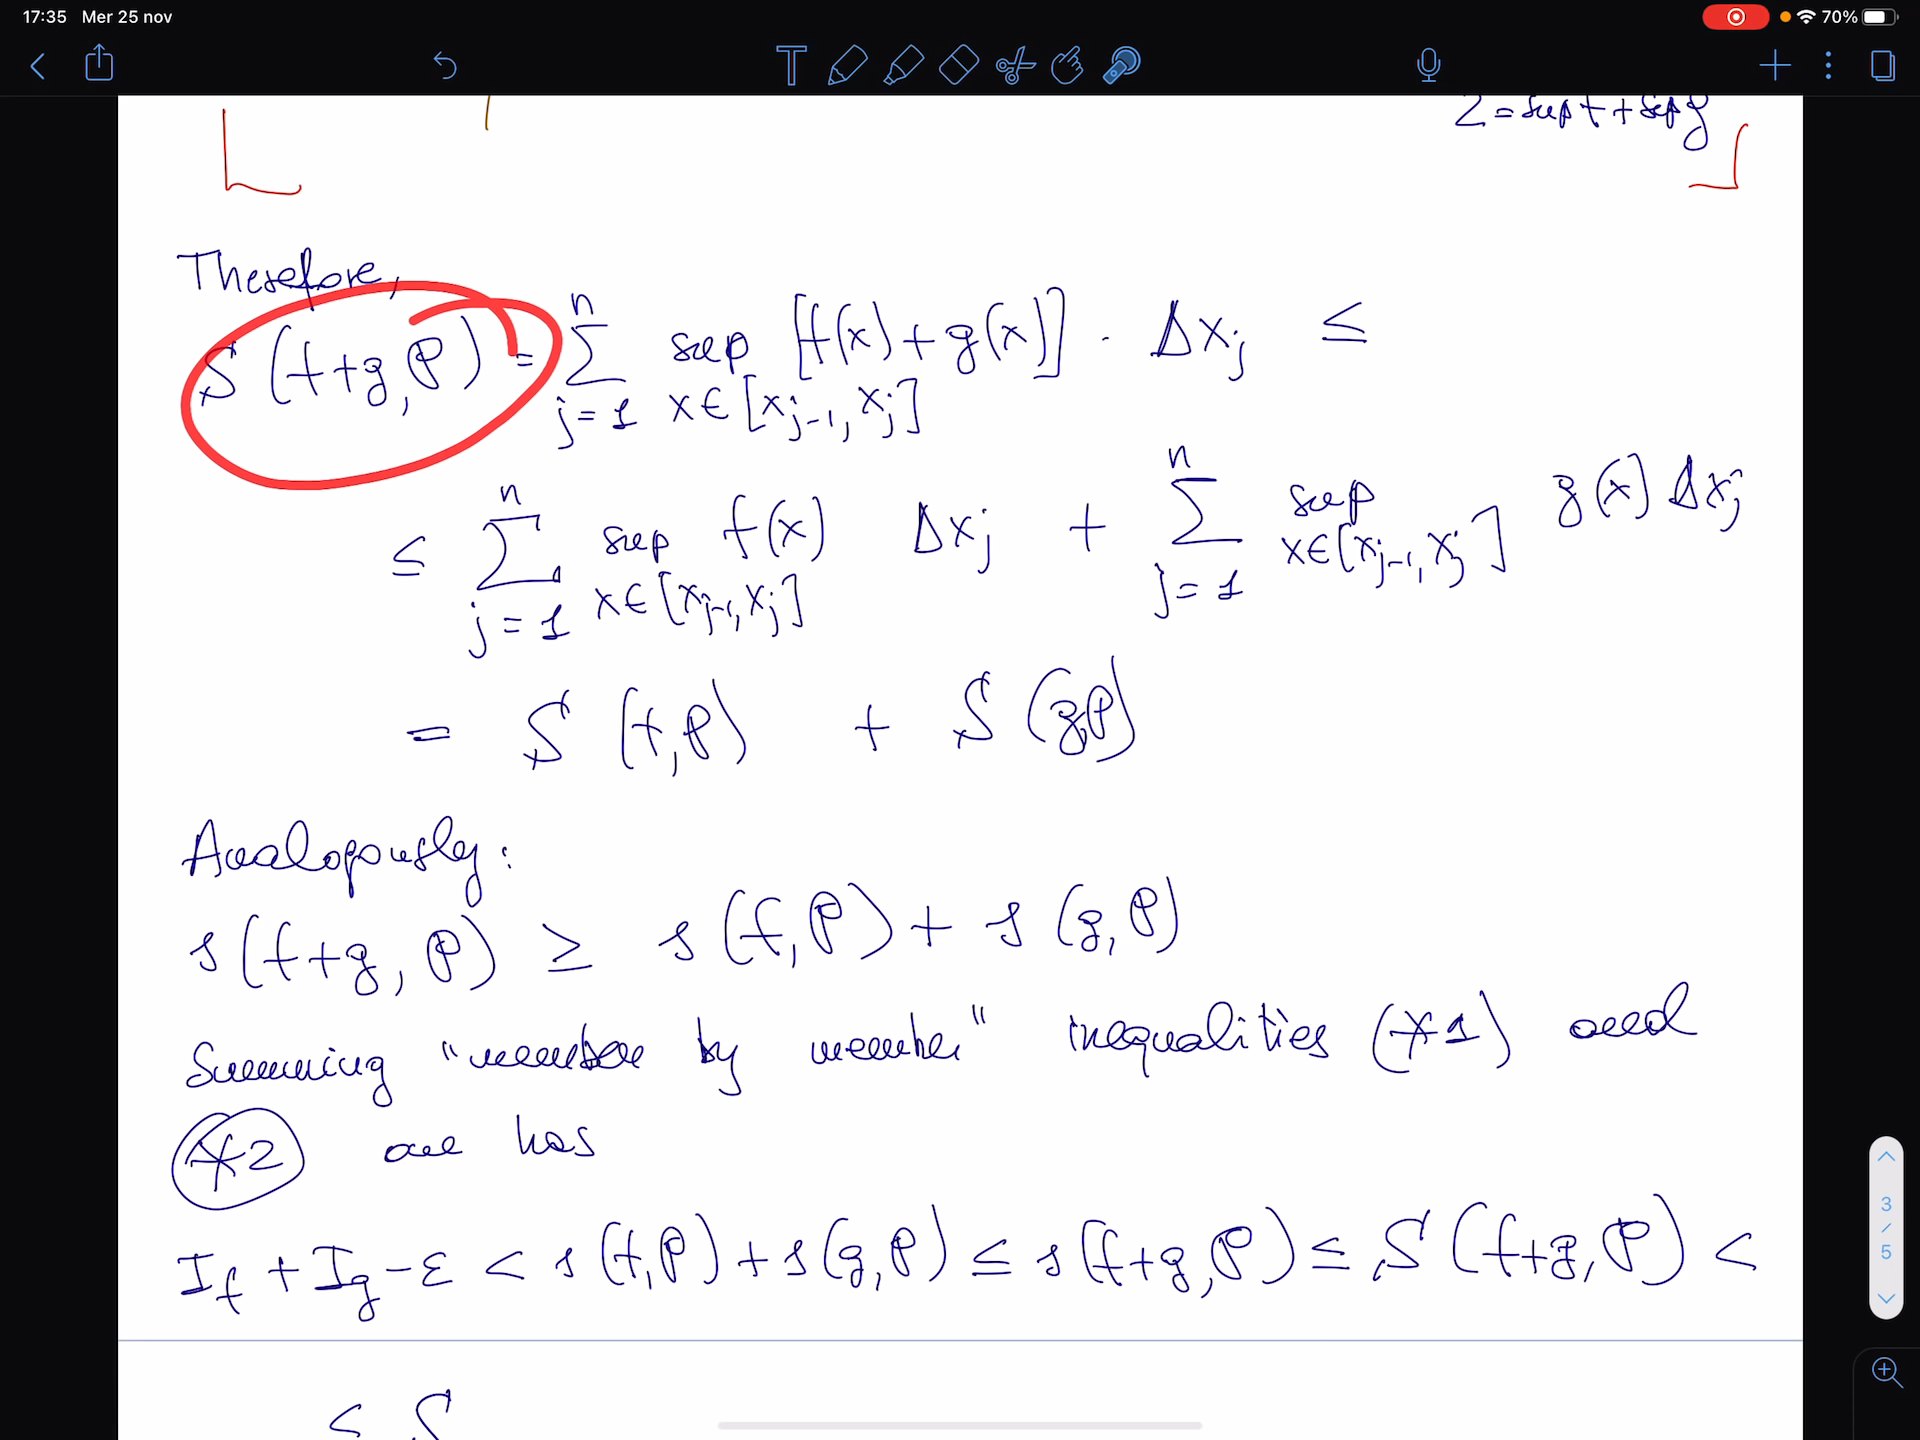 17:35 Mer 25 nov 70%
Σ = sup f + sup g
Therefore,
S (f+g, P) = Σ_{j=1}^{n} sup_{x∈[x_{j-1}, x_j]} [f(x)+g(x)] · Δx_j ≤
≤ Σ_{j=1}^{n} sup_{x∈[x_{j-1}, x_j]} f(x) Δx_j + Σ_{j=1}^{n} sup_{x∈[x_{j-1}, x_j]} g(x) Δx_j
= S (f, P) + S (g, P)
Analogously:
s(f+g, P) ≥ s(f, P) + s(g, P)
Summing "member by member" inequalities (*1) and
*2 one has
I_f + I_g - ε < s(f, P) + s(g, P) ≤ s(f+g, P) ≤ S(f+g, P) <
3
/
5
≤ S